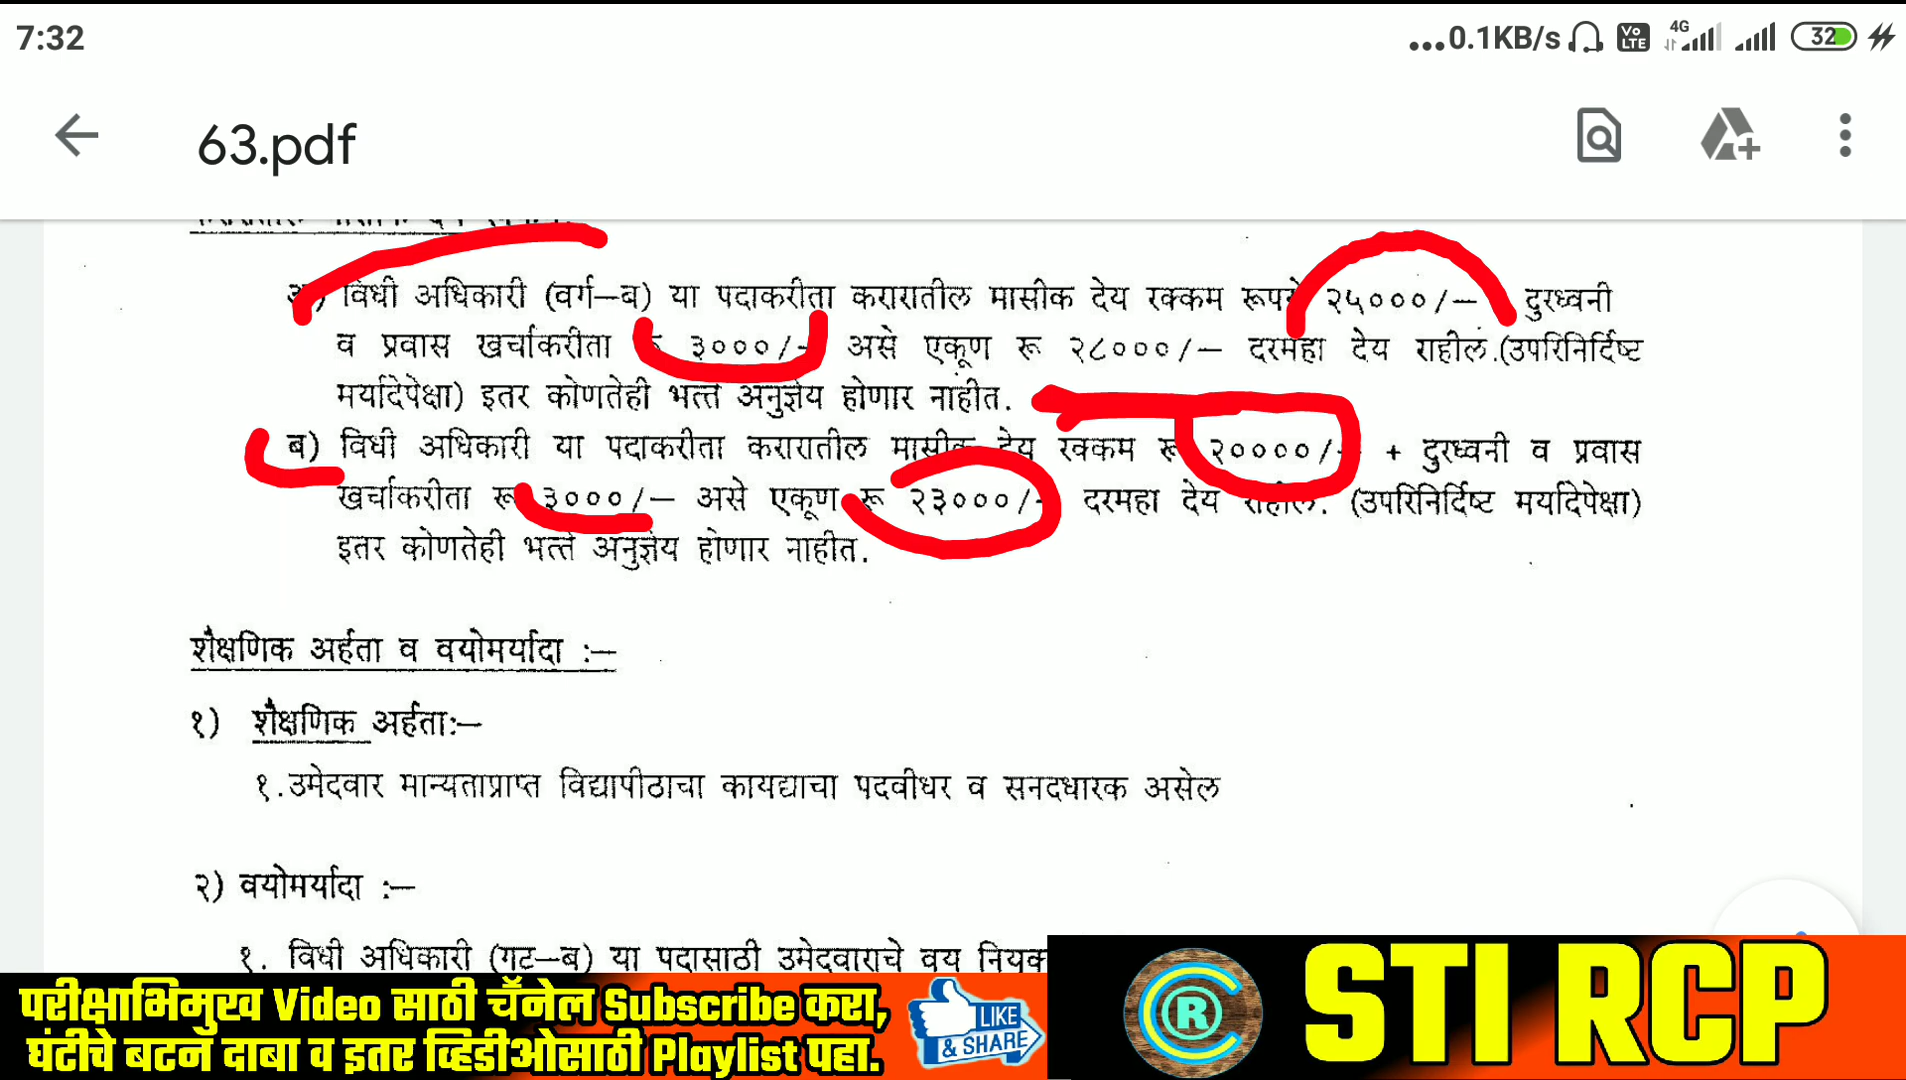 7:32
...0.1KB/s Vo LTE 4G 32
63.pdf
अ) विधी अधिकारी (वर्ग–ब) या पदाकरीता करारातील मासीक देय रक्कम रूपये २५०००/– दुरध्वनी
व प्रवास खर्चाकरीता रू ३०००/– असे एकूण रू २८०००/– दरमहा देय राहील.(उपरिनिर्दिष्ट
मर्यादेपेक्षा) इतर कोणतेही भत्ते अनुज्ञेय होणार नाहीत.
ब) विधी अधिकारी या पदाकरीता करारातील मासीक देय रक्कम रू २००००/– + दुरध्वनी व प्रवास
खर्चाकरीता रू ३०००/– असे एकूण रू २३०००/– दरमहा देय राहील. (उपरिनिर्दिष्ट मर्यादेपेक्षा)
इतर कोणतेही भत्ते अनुज्ञेय होणार नाहीत.
शैक्षणिक अर्हता व वयोमर्यादा :–
१) शैक्षणिक अर्हता:–
१.उमेदवार मान्यताप्राप्त विद्यापीठाचा कायद्याचा पदवीधर व सनदधारक असेल
२) वयोमर्यादा :–
१. विधी अधिकारी (गट–ब) या पदासाठी उमेदवाराचे वय
परीक्षाभिमुख Video साठी चॅनेल Subscribe करा,
घंटीचे बटन दाबा व इतर व्हिडीओसाठी Playlist पहा.
LIKE
& SHARE
R
STI RCP